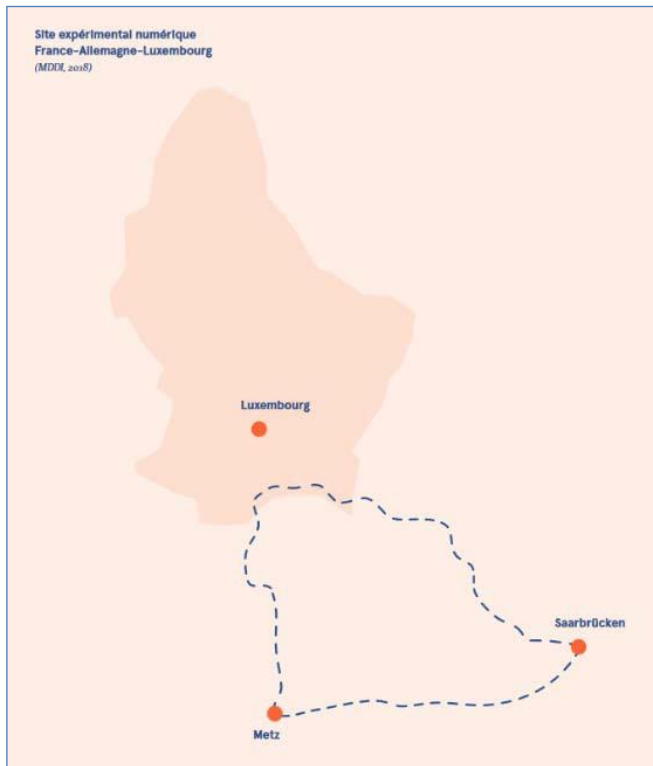 Site expérimental numérique
France-Allemagne-Luxembourg
(MDDI, 2018)
Luxembourg
Saarbrücken
Metz